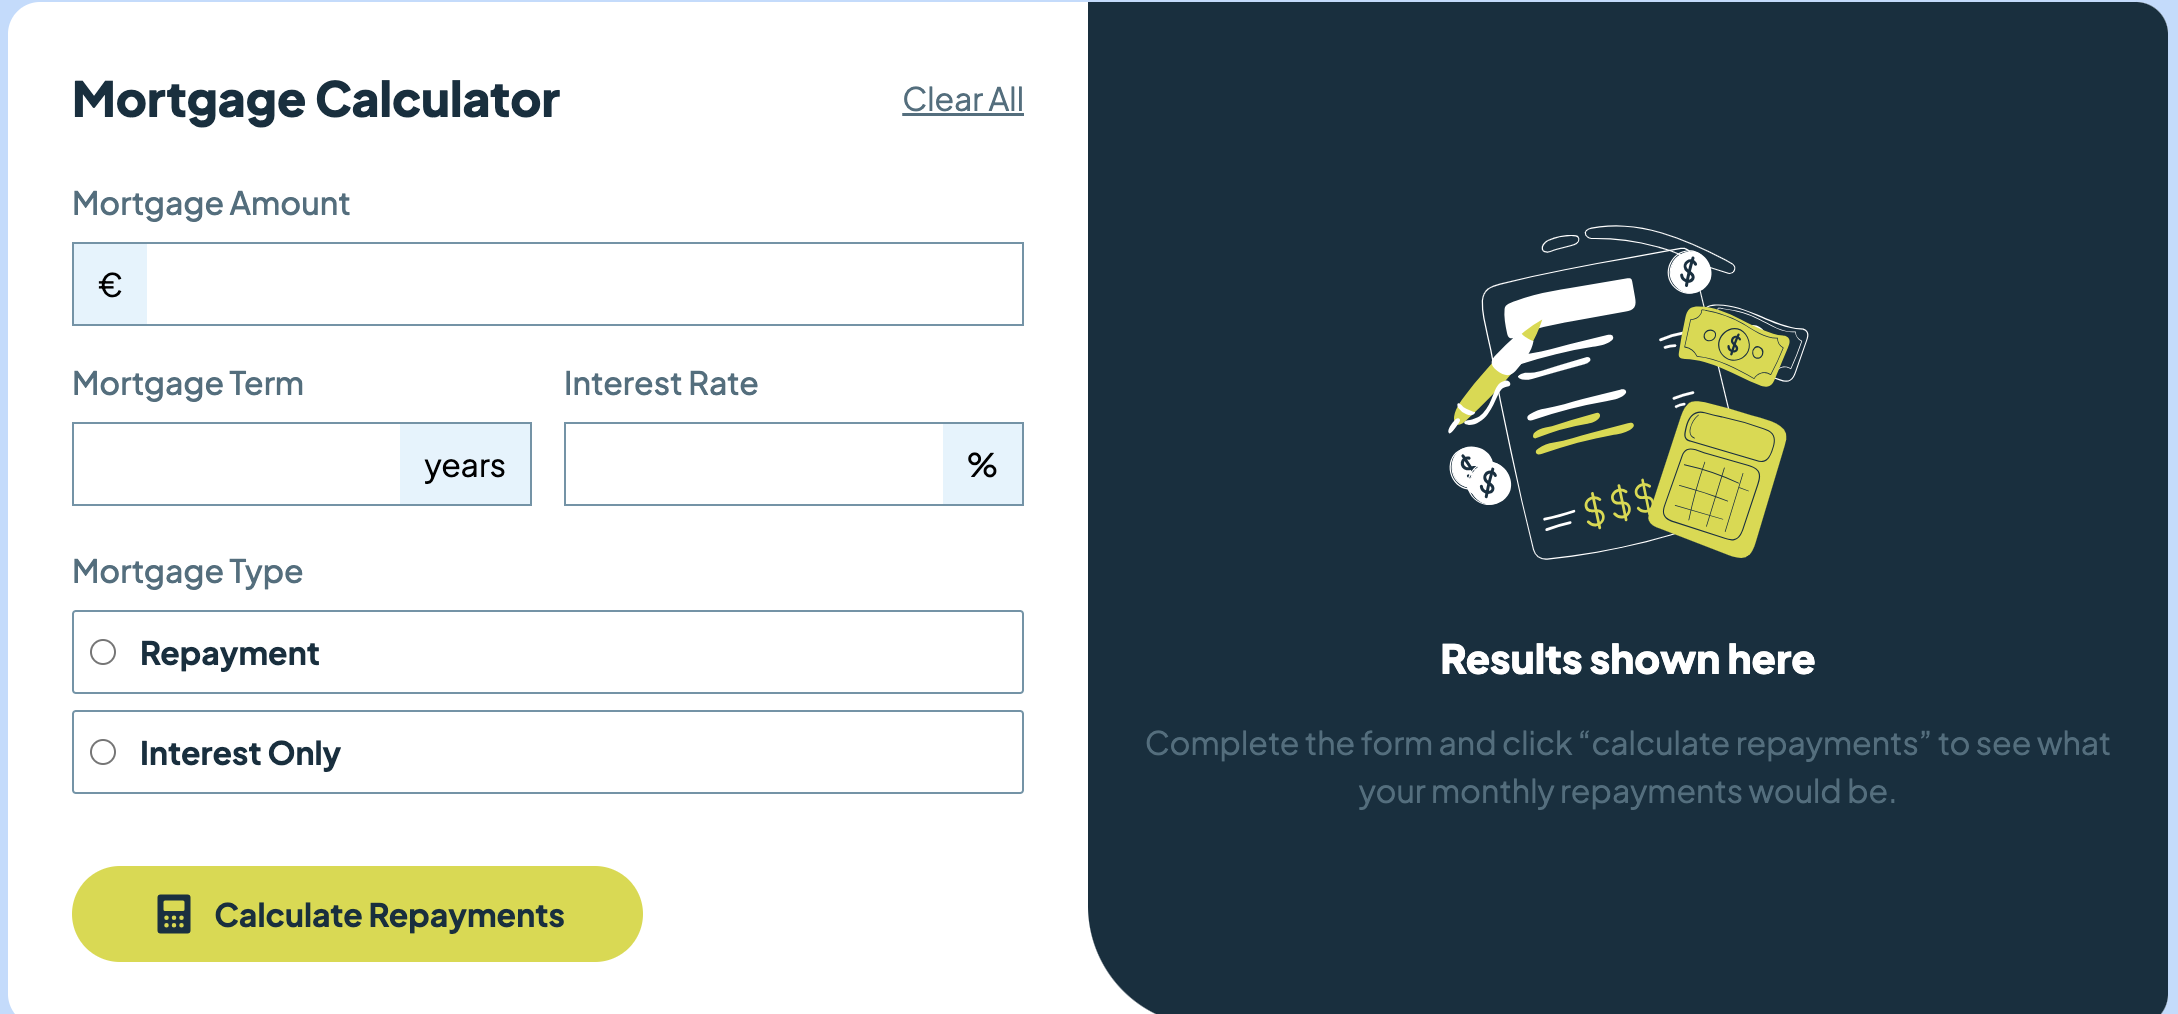 Mortgage Calculator
Clear All
Mortgage Amount
€
Mortgage Term
Interest Rate
years
%
Mortgage Type
Repayment
Interest Only
Calculate Repayments
$
$
$
$
$$$
Results shown here
Complete the form and click “calculate repayments” to see what
your monthly repayments would be.